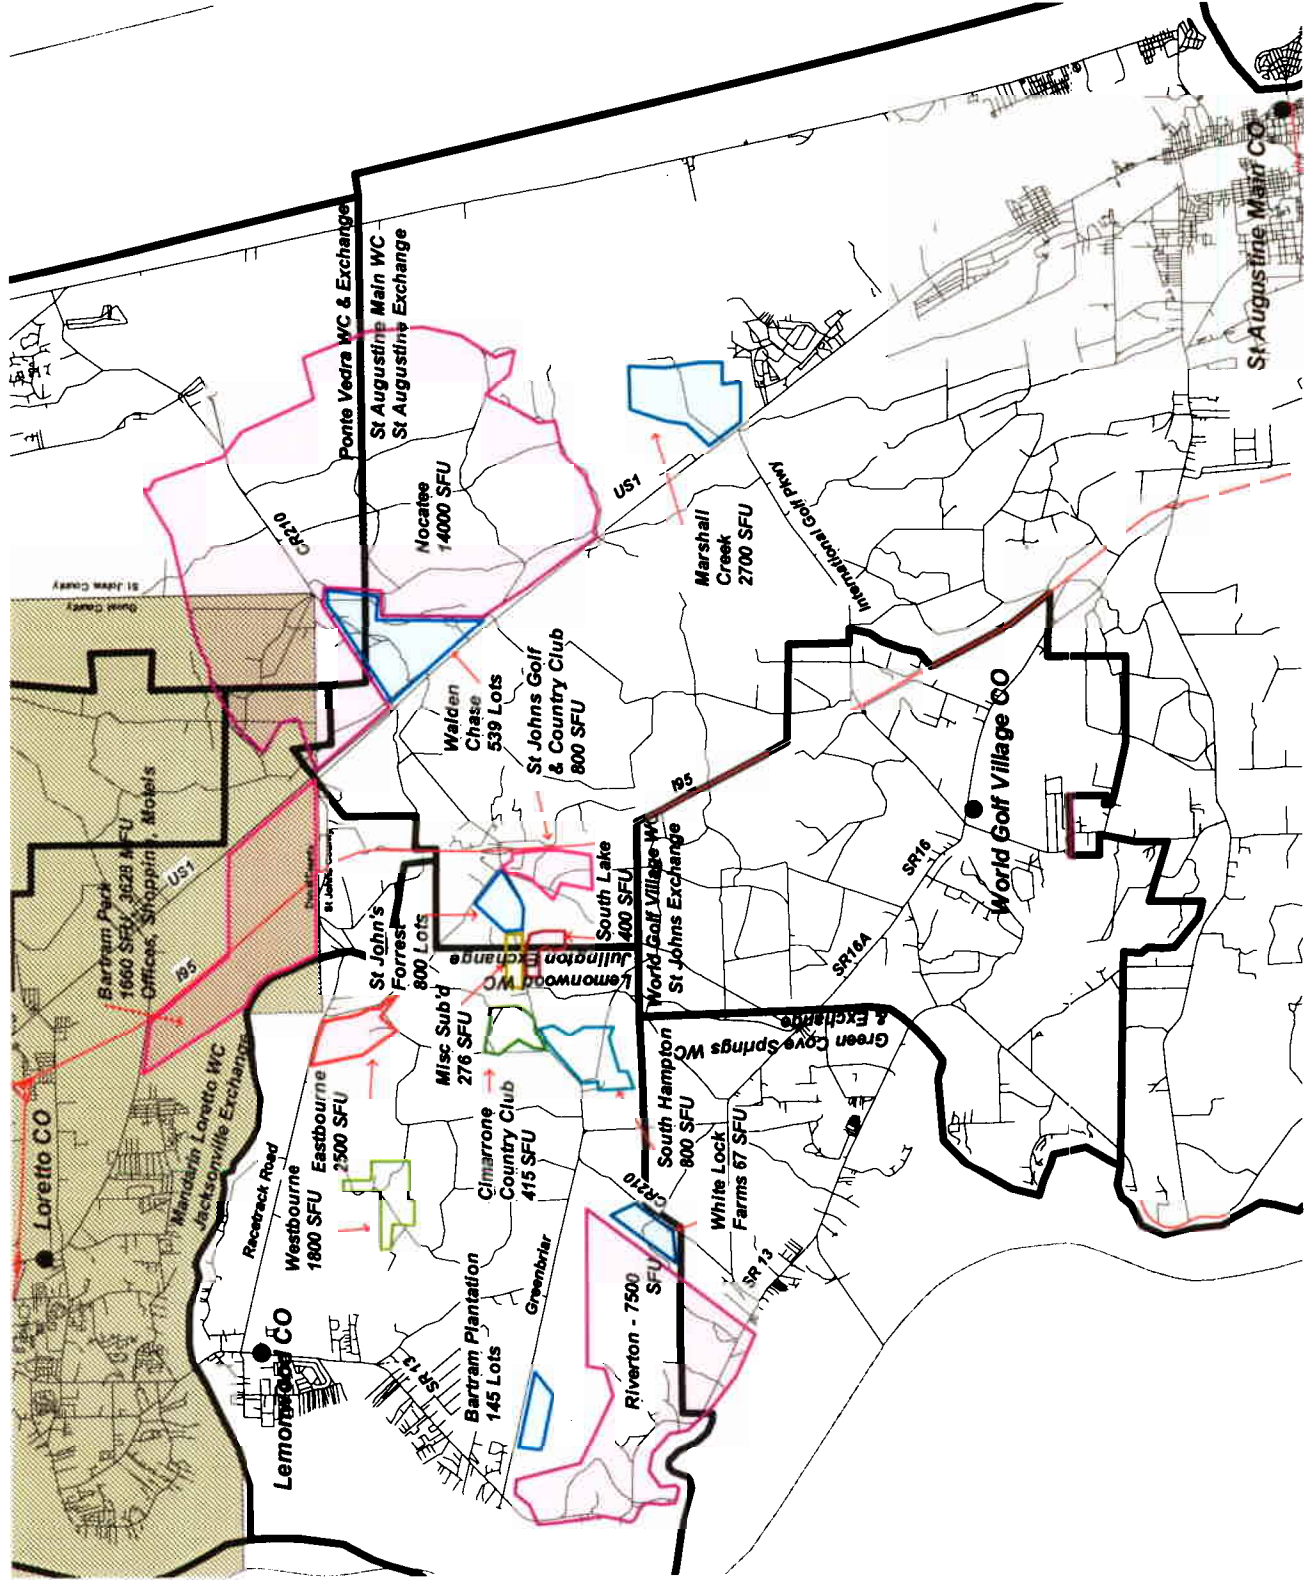 Ponte Vedra WC & Exchange
St Augustine Main WC
St Augustine Exchange
St Augustine Main CO
St Johns County
Duval County
CR210
Nocatee
14000 SFU
US1
Marshall
Creek
2700 SFU
International Golf Pkwy
Walden
Chase
539 Lots
St Johns Golf
& Country Club
800 SFU
I95
World Golf Village CO
SR16
SR16A
Bartram Park
1660 SFU, 3628 MFU
Offices, Shopping, Motels
US1
I95
St Johns County
St John's
Forrest
800 Lots
South Lake
400 SFU
World Golf Village WC
St Johns Exchange
Lemonwood WC
Julington Exchange
Misc Sub'd
276 SFU
Green Cove Springs WC
& Exchange
Loretto CO
Mandarin Loretto WC
Jacksonville Exchange
Racetrack Road
Eastbourne
2500 SFU
Westbourne
1800 SFU
Cimarrone
Country Club
415 SFU
South Hampton
800 SFU
White Lock
Farms 67 SFU
CR210
Greenbriar
Bartram Plantation
145 Lots
Riverton - 7500
SFU
SR 13
SR 13
Lemonwood CO